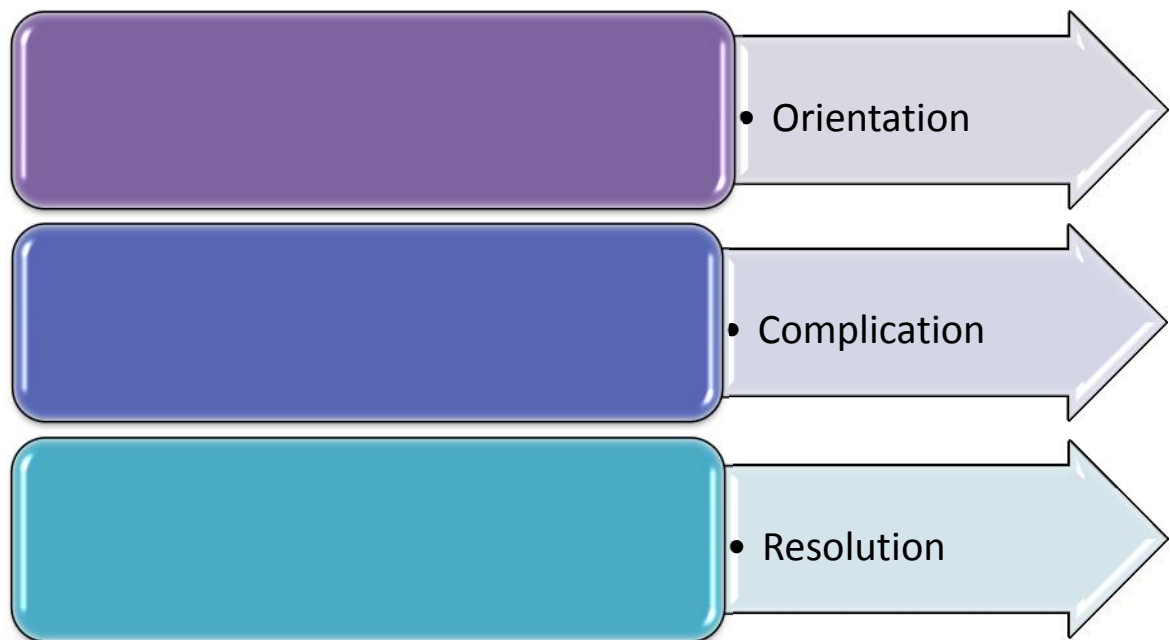 • Orientation
• Complication
• Resolution